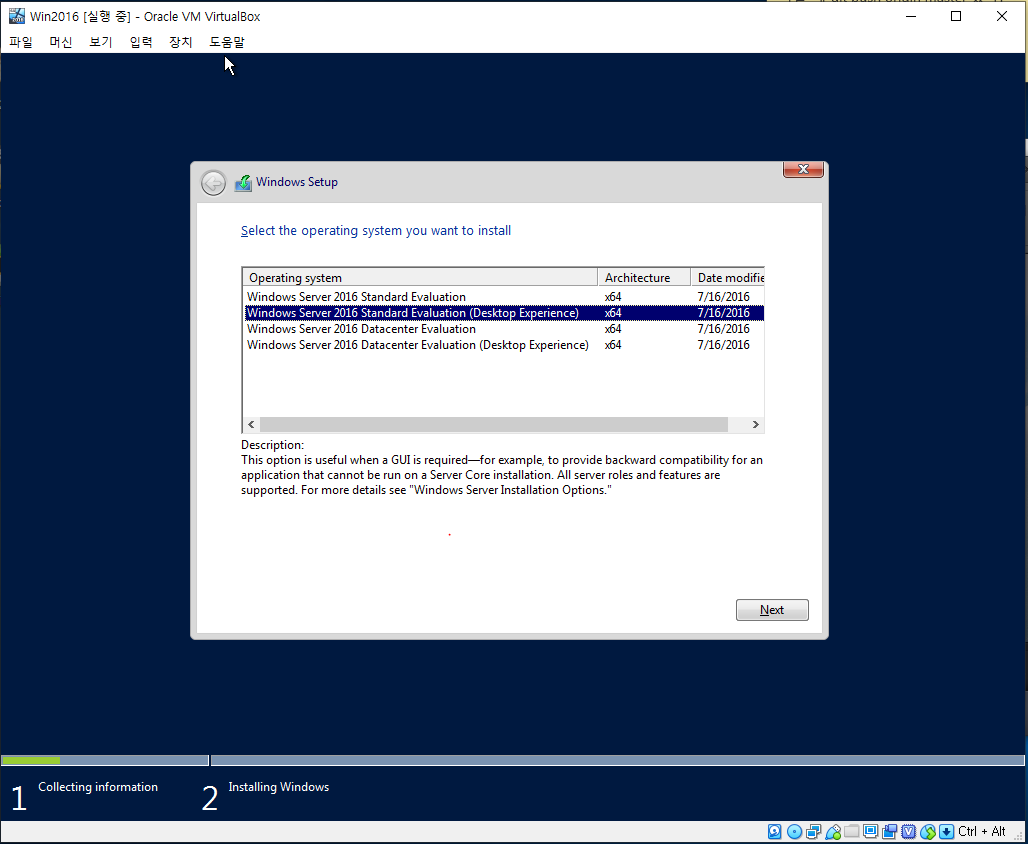 Win2016 [실행 중] - Oracle VM VirtualBox
파일 머신 보기 입력 장치 도움말
Windows Setup
Select the operating system you want to install
Operating system Architecture Date modifie
Windows Server 2016 Standard Evaluation x64 7/16/2016
Windows Server 2016 Standard Evaluation (Desktop Experience) x64 7/16/2016
Windows Server 2016 Datacenter Evaluation x64 7/16/2016
Windows Server 2016 Datacenter Evaluation (Desktop Experience) x64 7/16/2016
Description:
This option is useful when a GUI is required—for example, to provide backward compatibility for an
application that cannot be run on a Server Core installation. All server roles and features are
supported. For more details see "Windows Server Installation Options."
Next
1 Collecting information 2 Installing Windows
Ctrl + Alt